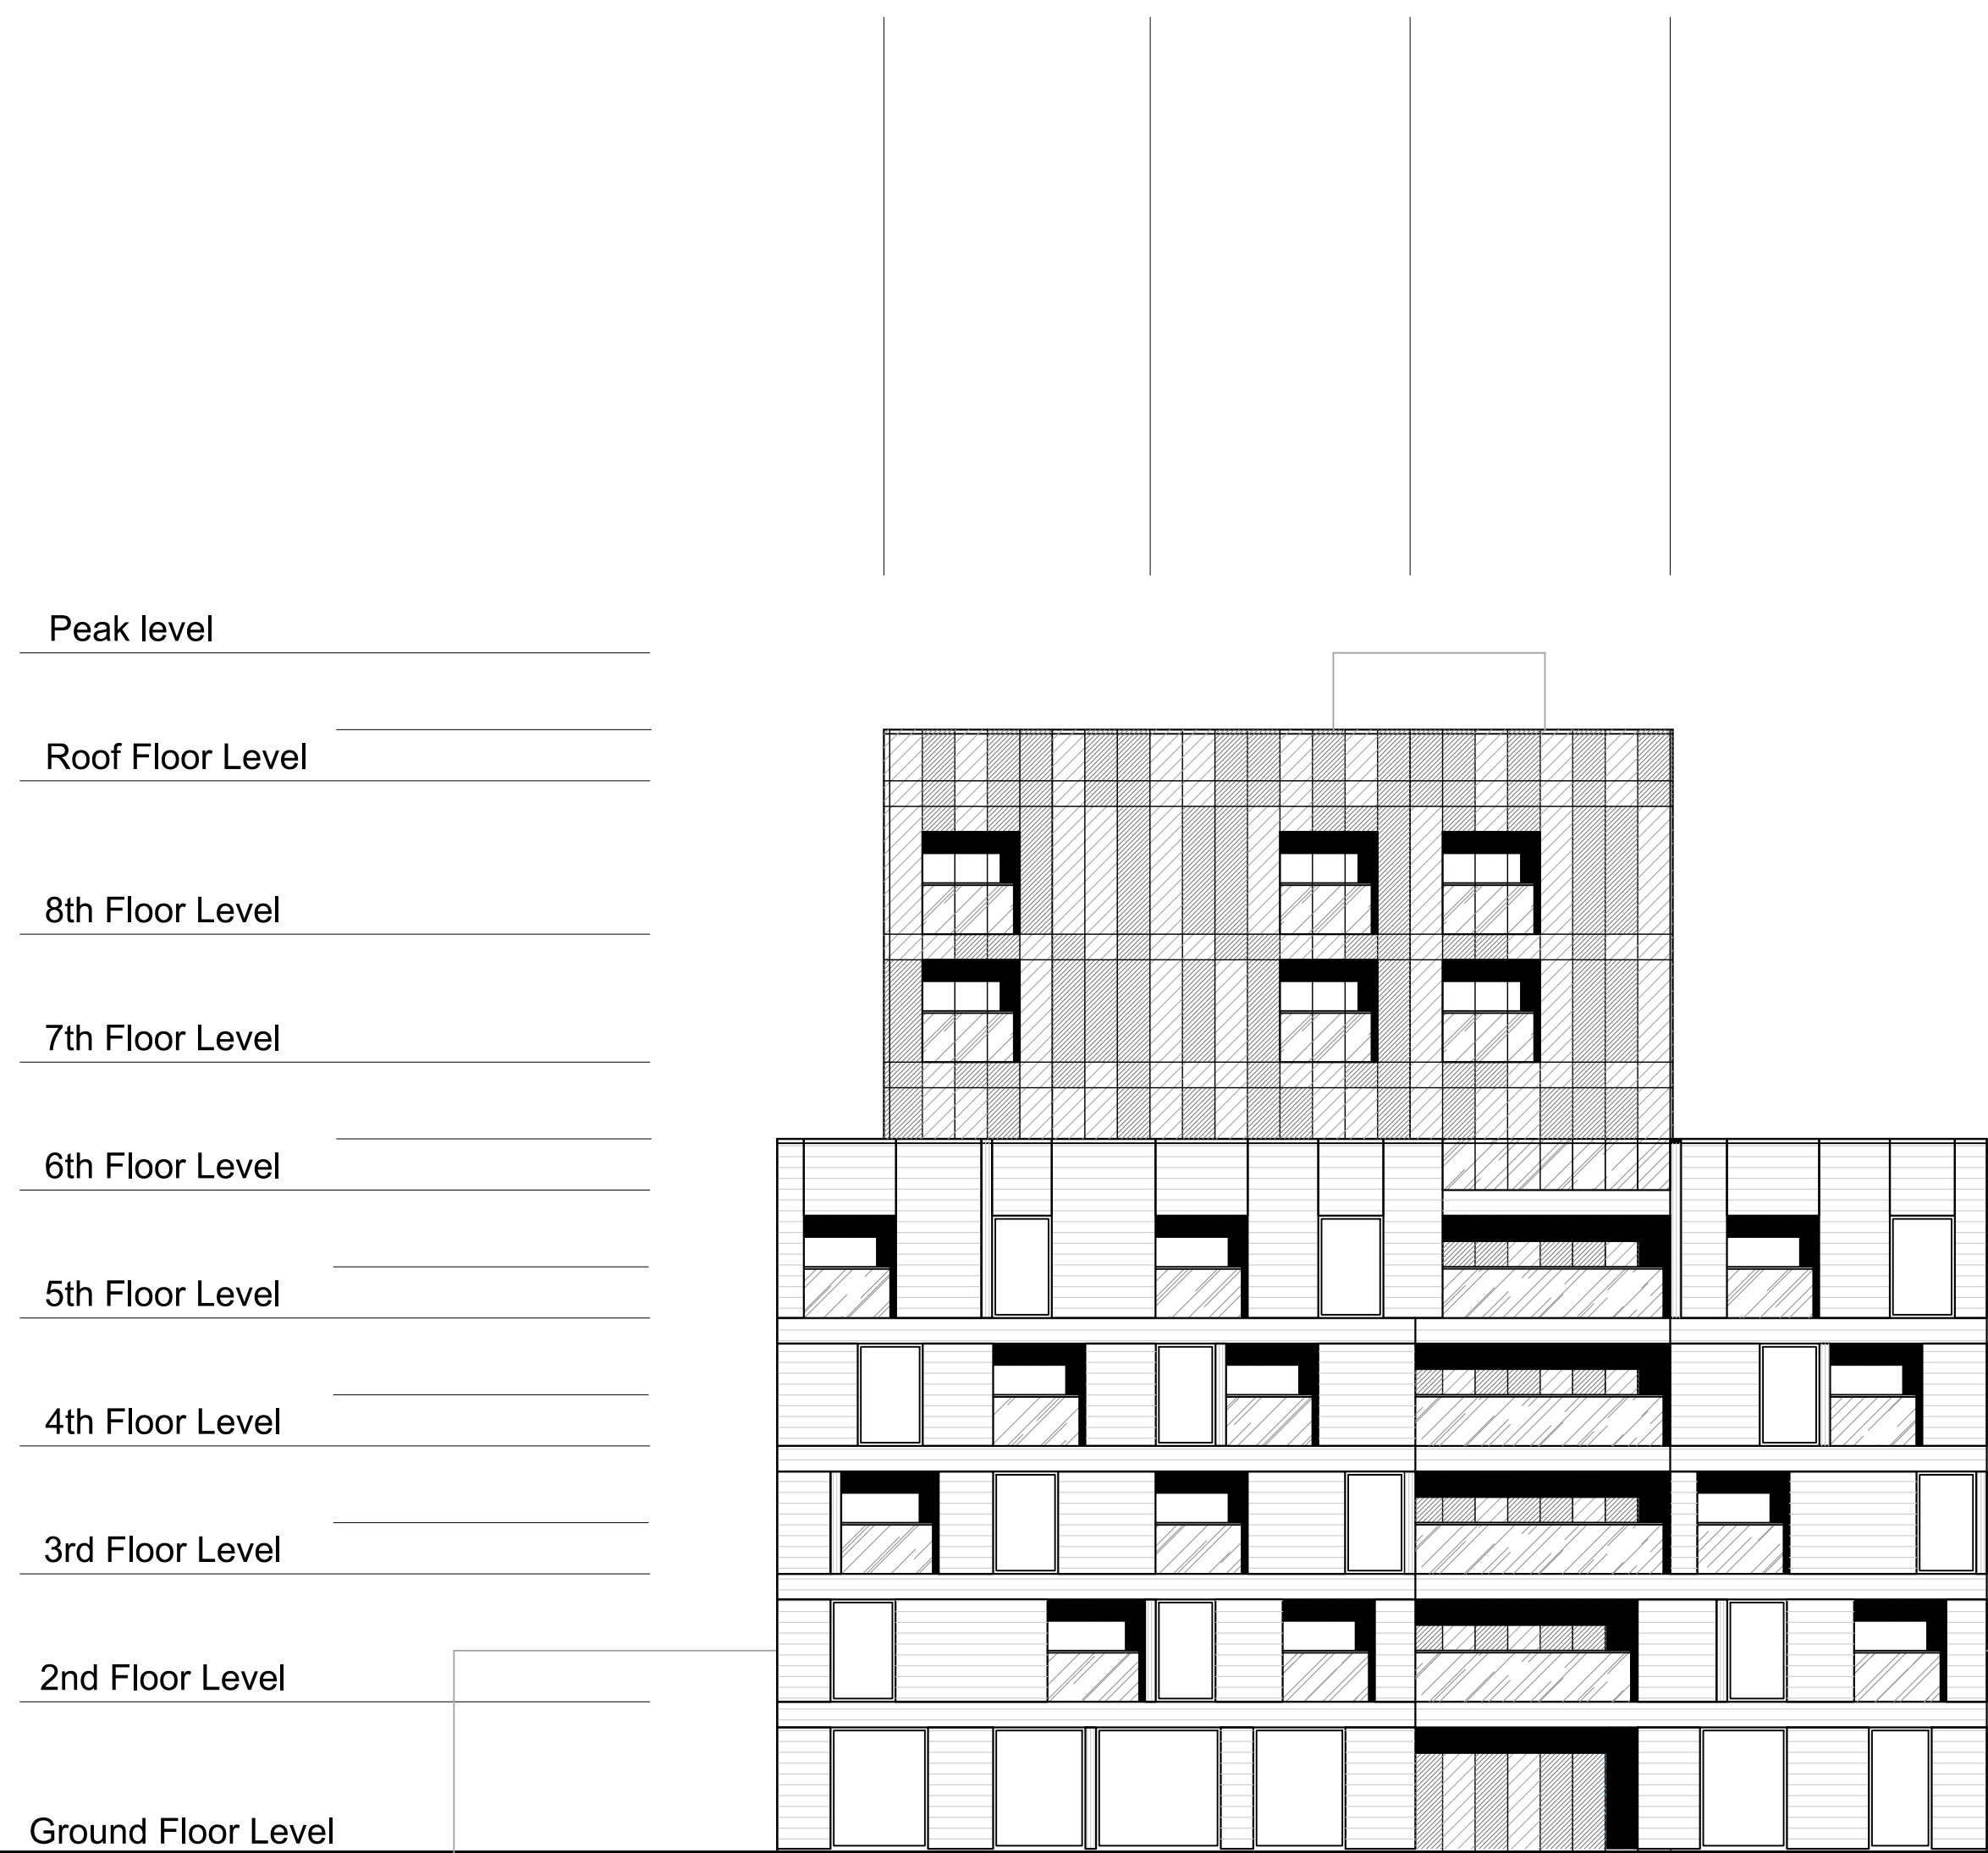 Peak level
Roof Floor Level
8th Floor Level
7th Floor Level
6th Floor Level
5th Floor Level
4th Floor Level
3rd Floor Level
2nd Floor Level
Ground Floor Level